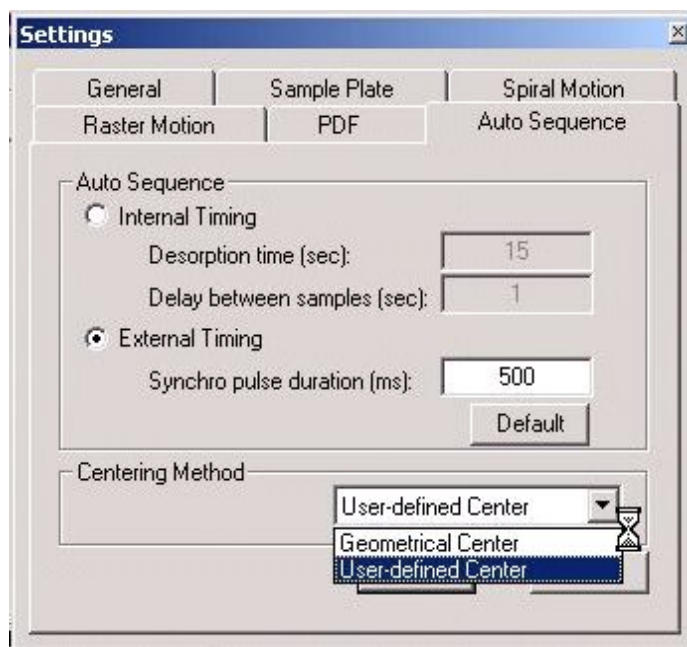 Settings
General Sample Plate Spiral Motion
Raster Motion PDF Auto Sequence
Auto Sequence
Internal Timing
Desorption time (sec): 15
Delay between samples (sec): 1
External Timing
Synchro pulse duration (ms): 500
Default
Centering Method
User-defined Center
Geometrical Center
User-defined Center